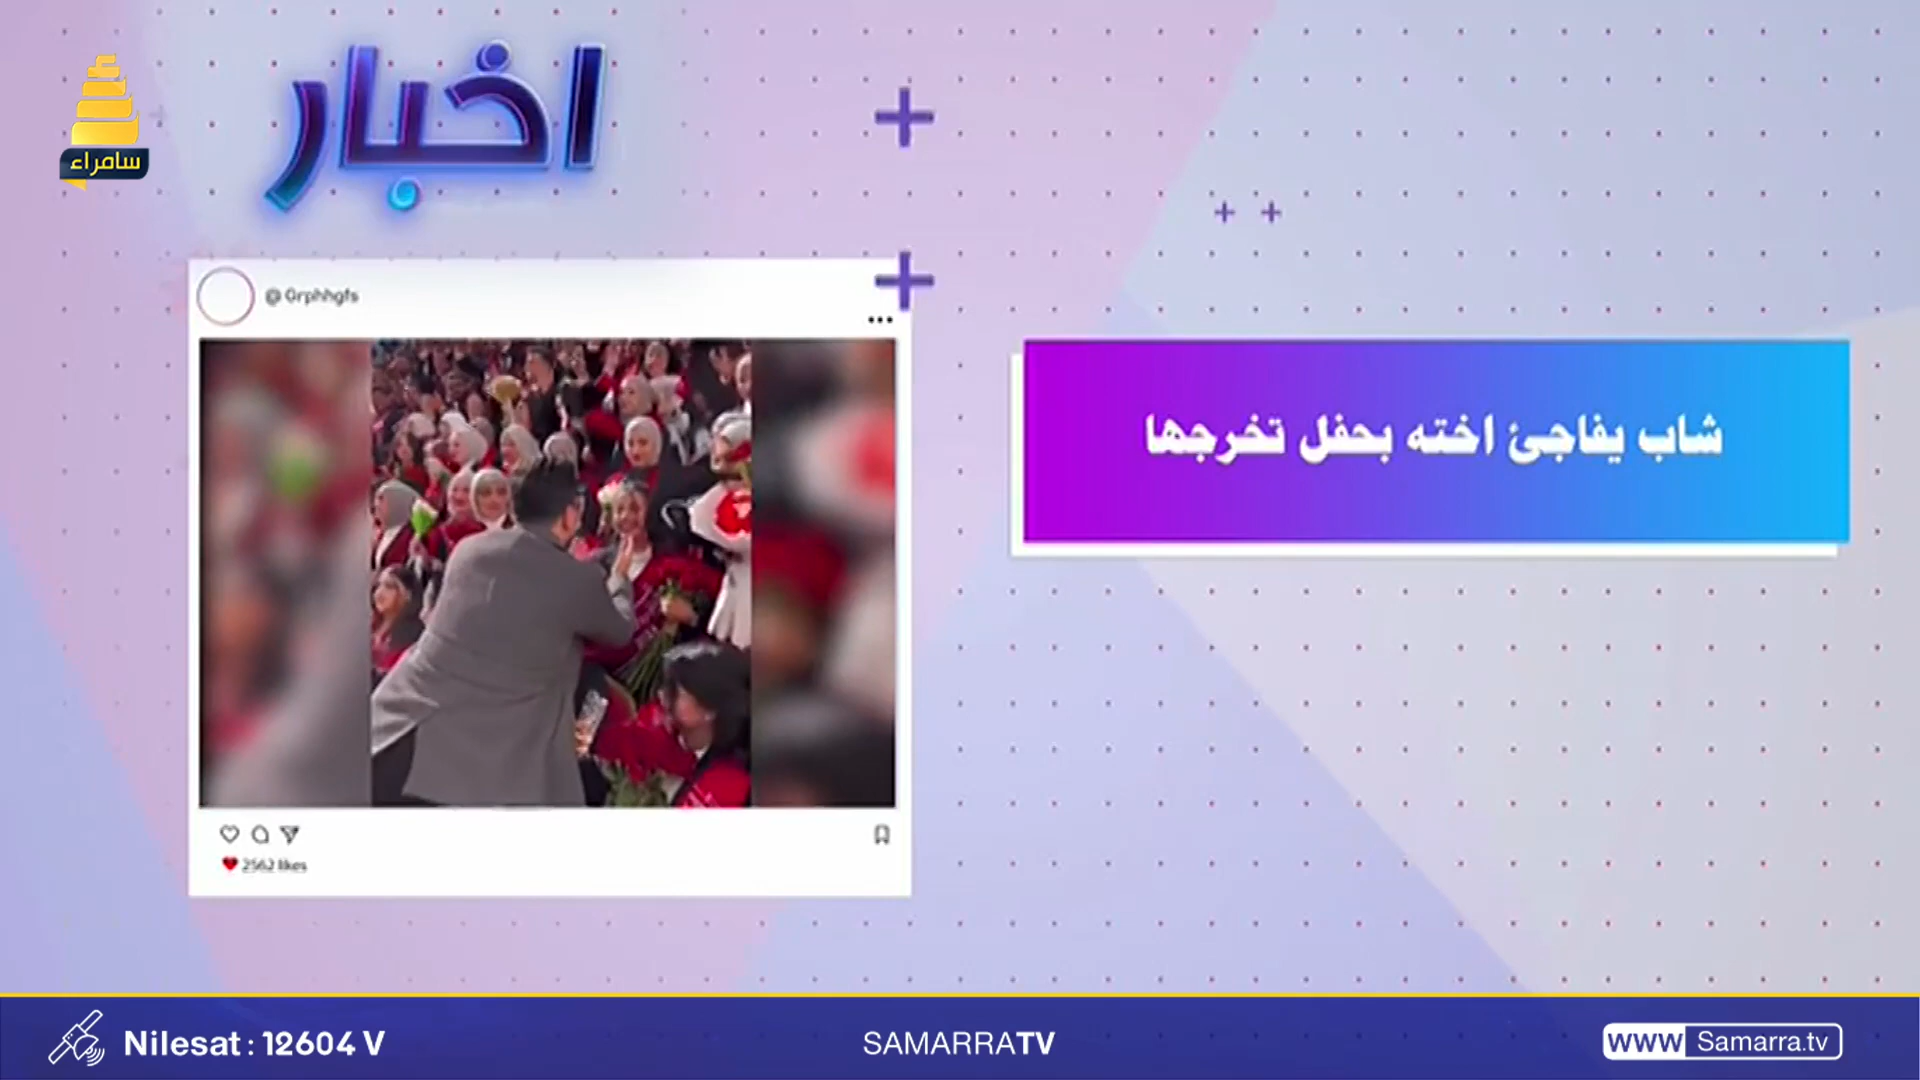 سامراء
اخبار
@ Grphhgfs
شاب يفاجئ اخته بحفل تخرجها
2562 likes
Nilesat : 12604 V
SAMARRATV
www Samarra.tv